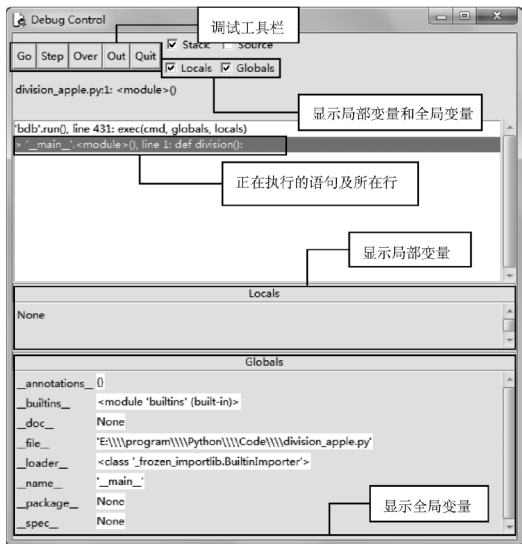 Debug Control
调试工具栏
Go Step Over Out Quit
Stack Source
Locals Globals
division_apple.py:1: <module>()
显示局部变量和全局变量
'bdb'.run(), line 431: exec(cmd, globals, locals)
> '__main__'.<module>(), line 1: def division():
正在执行的语句及所在行
显示局部变量
Locals
None
Globals
__annotations__ {}
__builtins__ <module 'builtins' (built-in)>
__doc__ None
__file__ 'E:\\\\program\\\\Python\\\\Code\\\\division_apple.py'
__loader__ <class '_frozen_importlib.BuiltinImporter'>
__name__ '__main__'
__package__ None
显示全局变量
__spec__ None